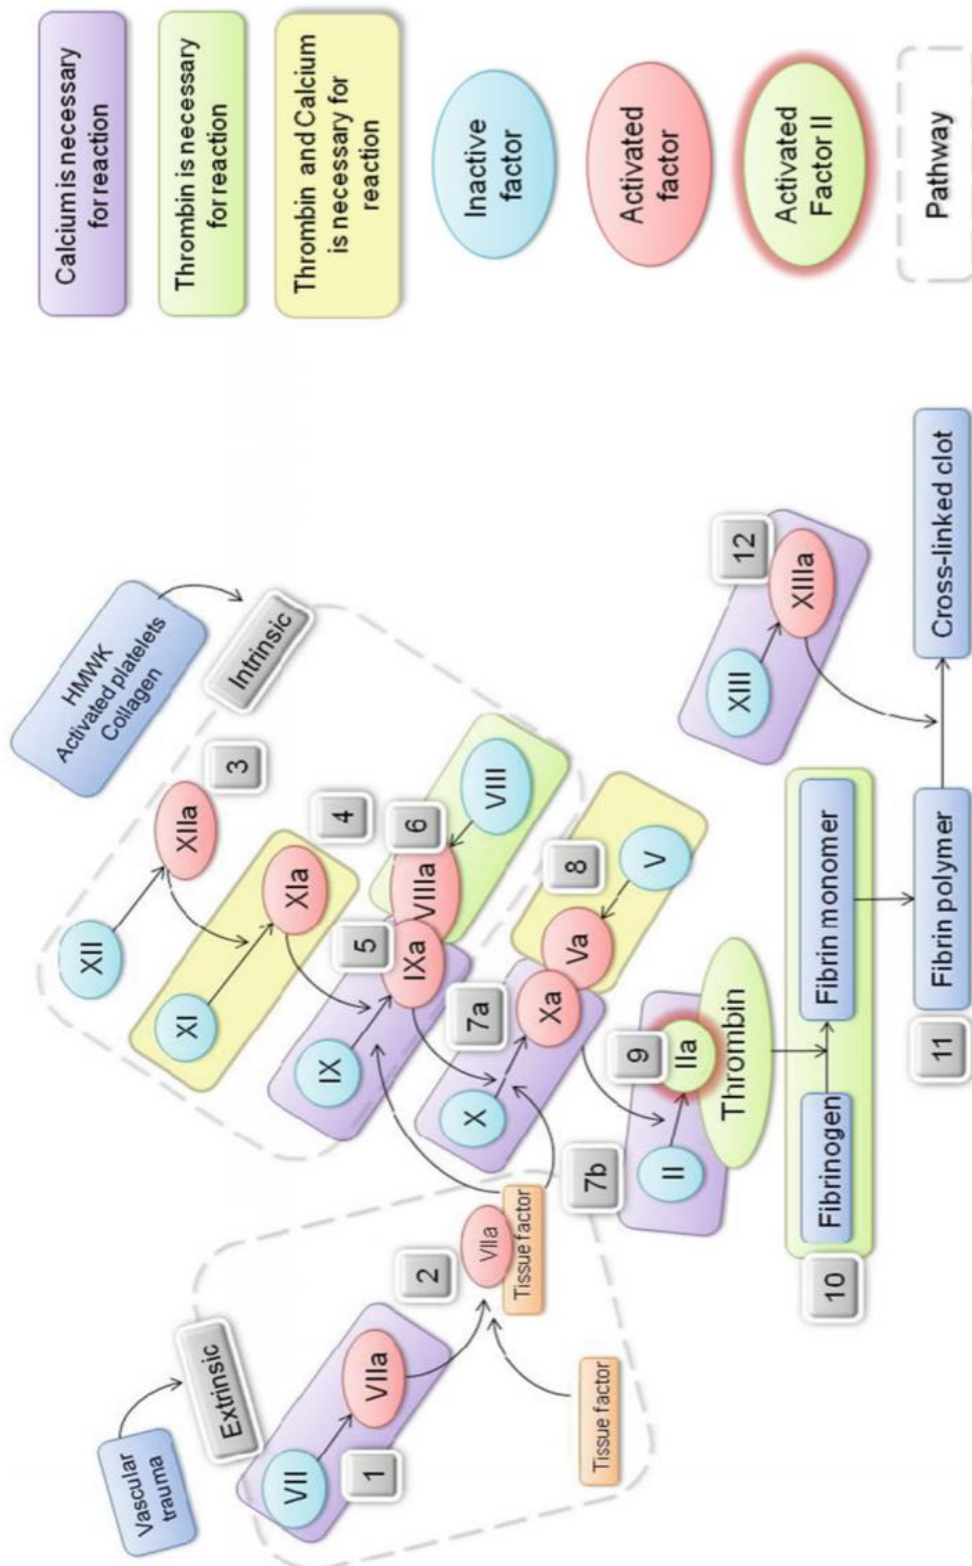 Vascular
trauma
Extrinsic
VII
VIIa
1
2
VIIa
Tissue factor
Tissue factor
HMWK
Activated platelets
Collagen
Intrinsic
XII
XIIa
3
XI
XIa
4
IX
IXa
5
VIIIa
6
VIII
X
Xa
7a
7b
Va
V
8
II
IIa
9
Thrombin
10
Fibrinogen
Fibrin monomer
11
Fibrin polymer
Cross-linked clot
XIII
XIIIa
12
Calcium is necessary
for reaction
Thrombin is necessary
for reaction
Thrombin and Calcium
is necessary for
reaction
Inactive
factor
Activated
factor
Activated
Factor II
Pathway